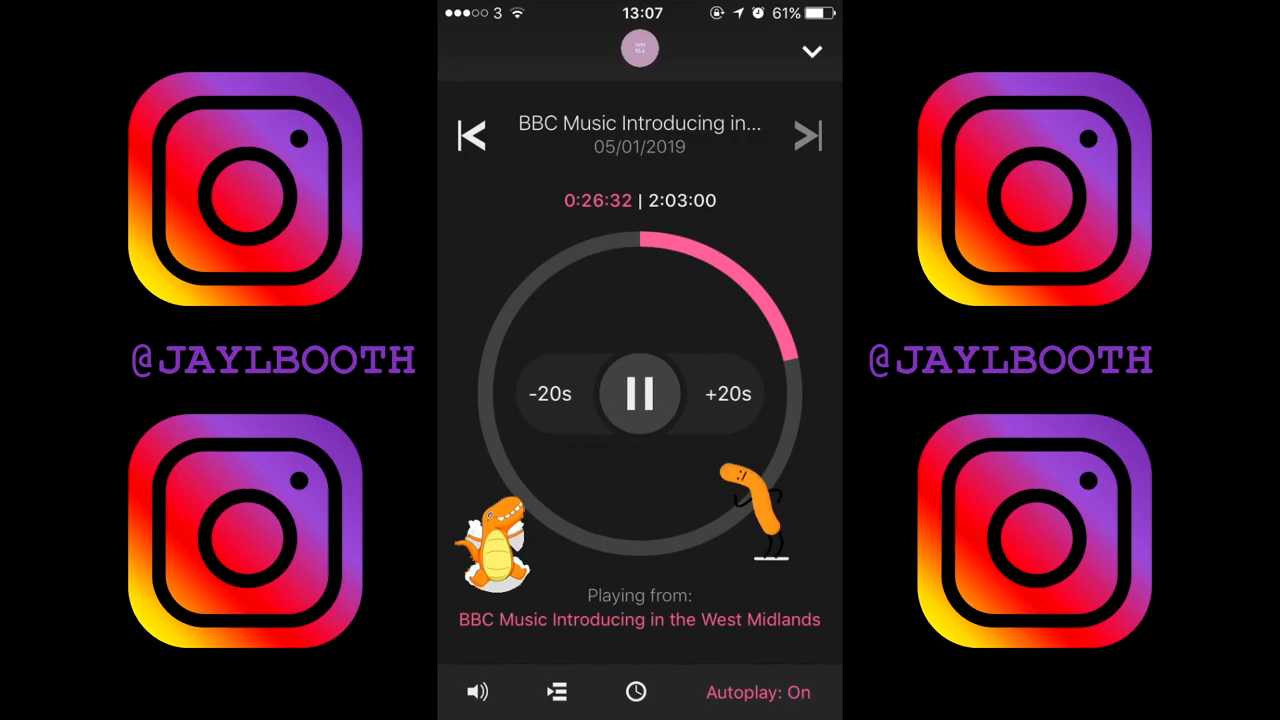 3 13:07 61%
BBC Music Introducing in...
05/01/2019
0:26:32 | 2:03:00
@JAYLBOOTH
@JAYLBOOTH
-20s +20s
Playing from:
BBC Music Introducing in the West Midlands
Autoplay: On